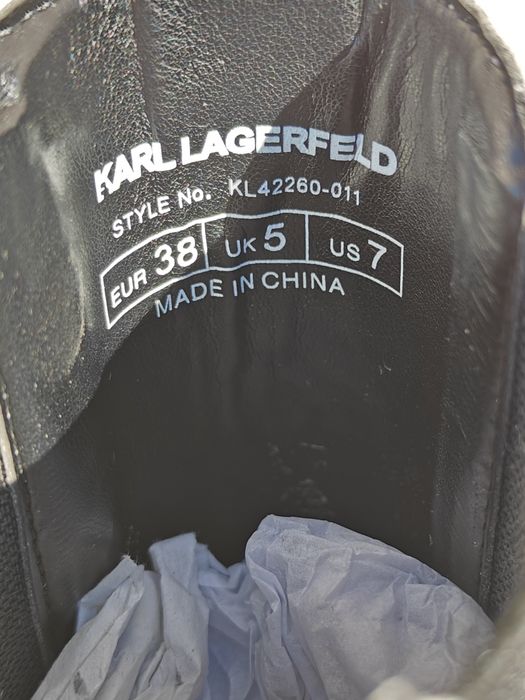 KARL LAGERFELD
STYLE No. KL42260-011
EUR 38 UK 5 US 7
MADE IN CHINA